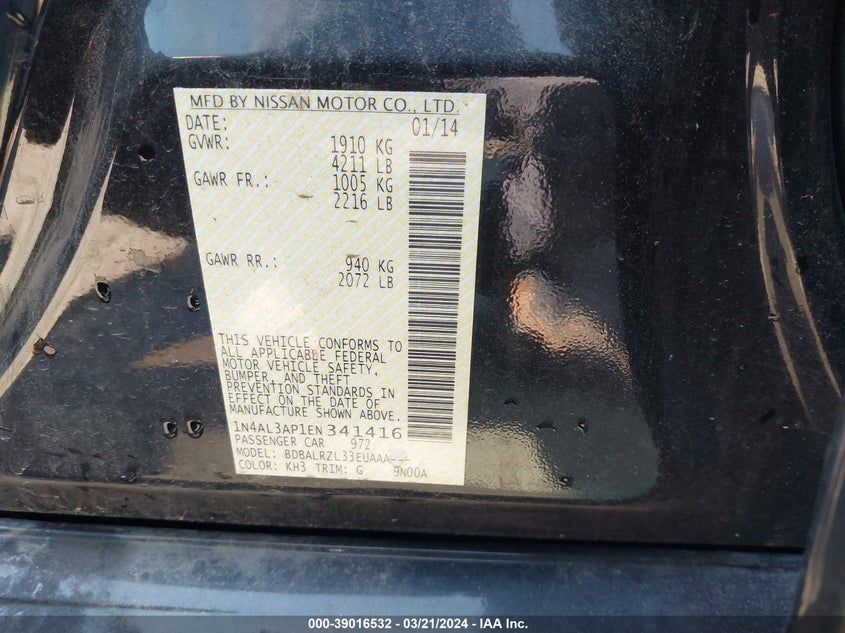 MFD BY NISSAN MOTOR CO., LTD.
DATE: 01/14
GVWR: 1910 KG
4211 LB
GAWR FR.: 1005 KG
2216 LB
GAWR RR.: 940 KG
2072 LB
THIS VEHICLE CONFORMS TO
ALL APPLICABLE FEDERAL
MOTOR VEHICLE SAFETY,
BUMPER, AND THEFT
PREVENTION STANDARDS IN
EFFECT ON THE DATE OF
MANUFACTURE SHOWN ABOVE.
1N4AL3AP1EN341416
PASSENGER CAR 972
MODEL: BDBALRZL33EUAAA---
COLOR: KH3 TRIM: G 9N00A
000-39016532 — 03/21/2024 — IAA Inc.